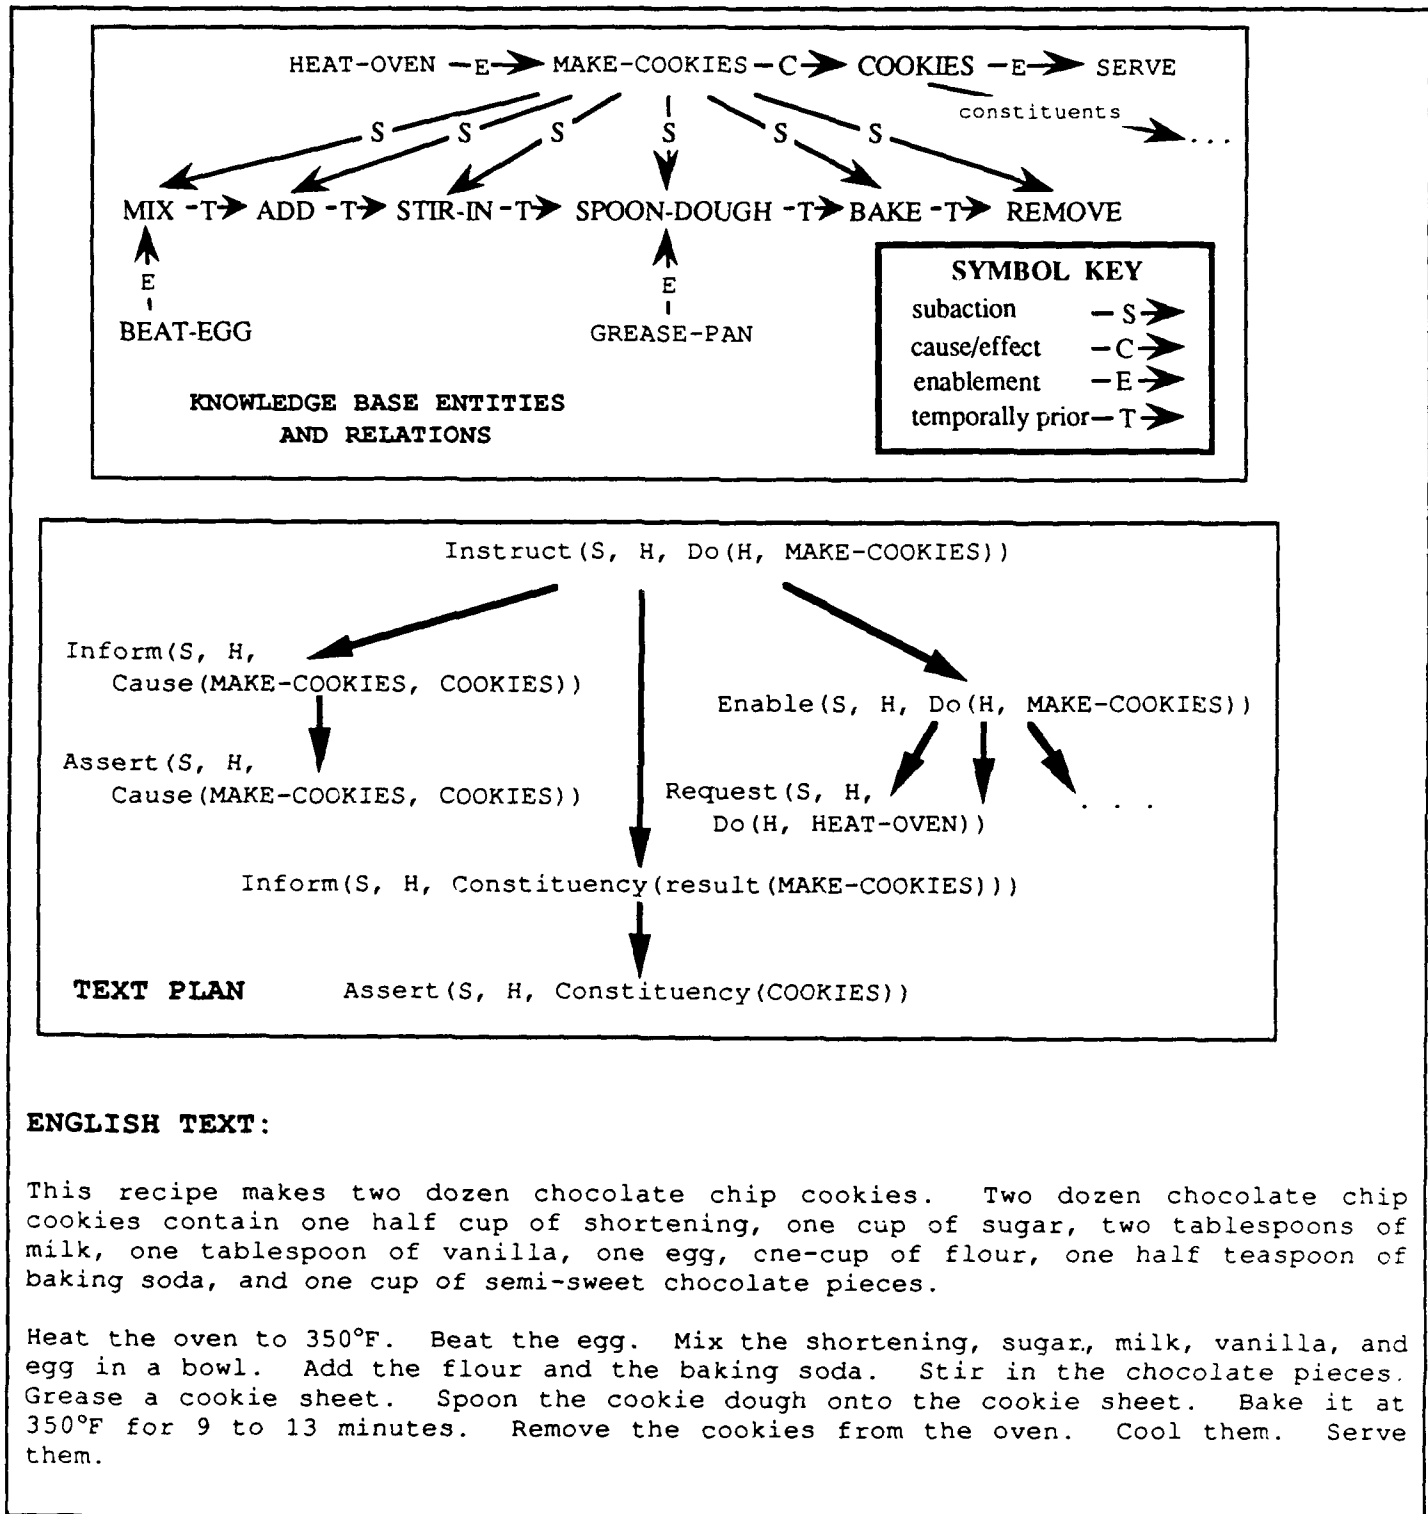 HEAT-OVEN –E→ MAKE-COOKIES –C→ COOKIES –E→ SERVE
constituents
...
S S S S S S
MIX -T→ ADD -T→ STIR-IN -T→ SPOON-DOUGH -T→ BAKE -T→ REMOVE
E E
BEAT-EGG GREASE-PAN
SYMBOL KEY
subaction – S→
cause/effect – C→
enablement – E→
temporally prior – T→
KNOWLEDGE BASE ENTITIES
AND RELATIONS
Instruct(S, H, Do(H, MAKE-COOKIES))
Inform(S, H,
Cause(MAKE-COOKIES, COOKIES))
Enable(S, H, Do(H, MAKE-COOKIES))
Assert(S, H,
Cause(MAKE-COOKIES, COOKIES))
Request(S, H,
Do(H, HEAT-OVEN))
. . .
Inform(S, H, Constituency(result(MAKE-COOKIES)))
TEXT PLAN Assert(S, H, Constituency(COOKIES))
ENGLISH TEXT:
This recipe makes two dozen chocolate chip cookies. Two dozen chocolate chip
cookies contain one half cup of shortening, one cup of sugar, two tablespoons of
milk, one tablespoon of vanilla, one egg, cne-cup of flour, one half teaspoon of
baking soda, and one cup of semi-sweet chocolate pieces.
Heat the oven to 350°F. Beat the egg. Mix the shortening, sugar, milk, vanilla, and
egg in a bowl. Add the flour and the baking soda. Stir in the chocolate pieces.
Grease a cookie sheet. Spoon the cookie dough onto the cookie sheet. Bake it at
350°F for 9 to 13 minutes. Remove the cookies from the oven. Cool them. Serve
them.